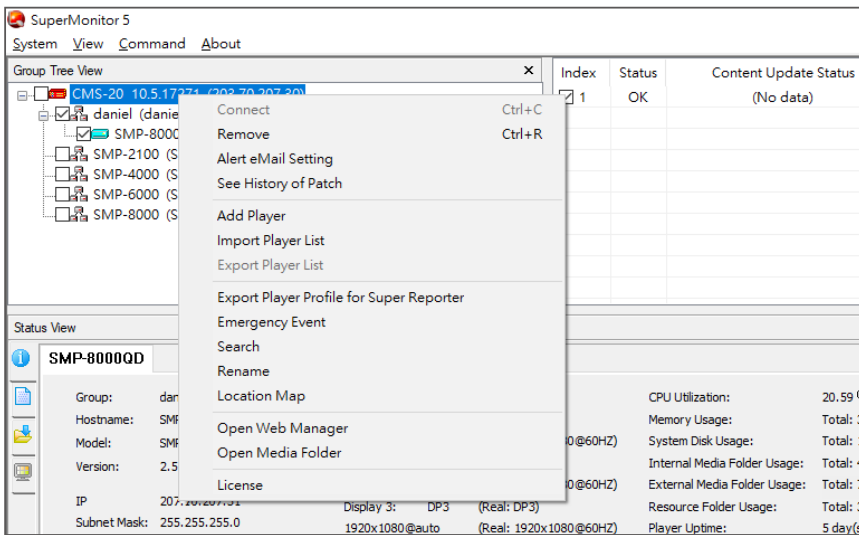 SuperMonitor 5
System View Command About
Group Tree View
Index Status Content Update Status
CMS-20 10.5.17271 (203.70.207.30)
1 OK (No data)
daniel (danie
SMP-8000
SMP-2100 (S
SMP-4000 (S
SMP-6000 (S
SMP-8000 (S
Connect Ctrl+C
Remove Ctrl+R
Alert eMail Setting
See History of Patch
Add Player
Import Player List
Export Player List
Export Player Profile for Super Reporter
Emergency Event
Search
Rename
Location Map
Open Web Manager
Open Media Folder
License
Status View
SMP-8000QD
Group: dan
Hostname: SMP
Model: SMP
Version: 2.5
IP
Subnet Mask: 255.255.255.0
Display 3: DP3 (Real: DP3)
1920x1080@auto (Real: 1920x1080@60HZ)
0@60HZ)
0@60HZ)
CPU Utilization: 20.59
Memory Usage: Total:
System Disk Usage: Total:
Internal Media Folder Usage: Total:
External Media Folder Usage: Total:
Resource Folder Usage: Total:
Player Uptime: 5 day(s